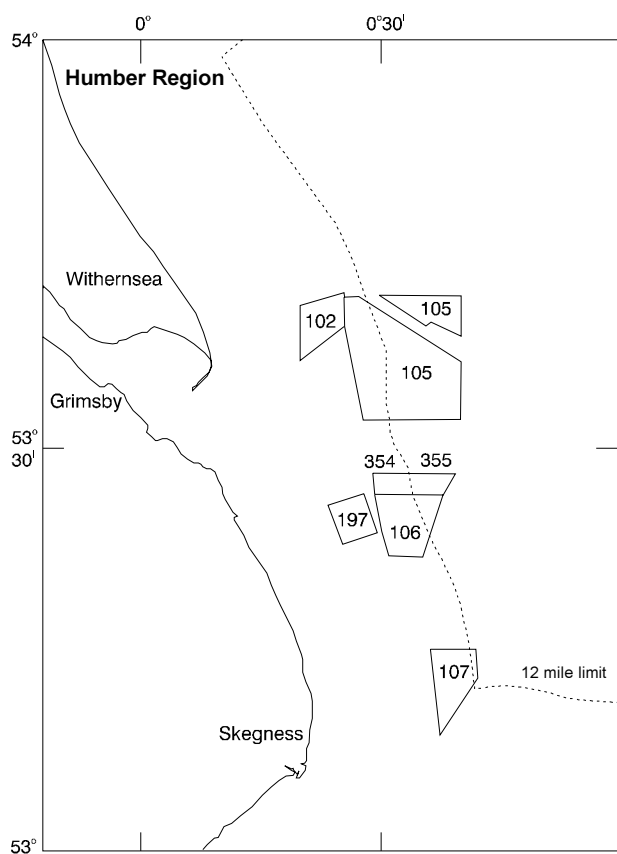 0° 0°30'
54°
Humber Region
Withernsea
102 105
105
Grimsby
53°
30'
354 355
197 106
107 12 mile limit
Skegness
53°